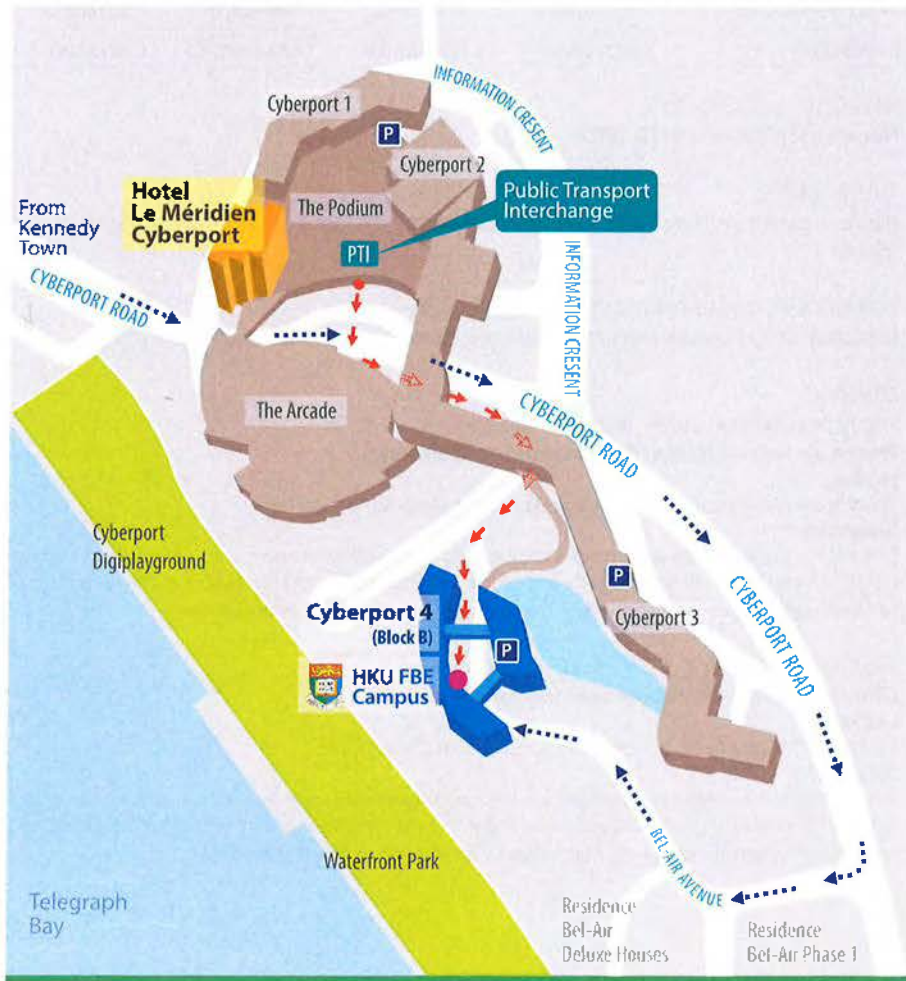 INFORMATION CRESENT
Cyberport 1
P
Cyberport 2
Public Transport
Interchange
Hotel
Le Méridien
Cyberport
The Podium
From
Kennedy
Town
PTI
CYBERPORT ROAD
INFORMATION CRESENT
The Arcade
CYBERPORT ROAD
Cyberport
Digiplayground
P
Cyberport 4
(Block B)
Cyberport 3
CYBERPORT ROAD
P
HKU FBE
Campus
BEL-AIR AVENUE
Waterfront Park
Telegraph
Bay
Residence
Bel-Air
Deluxe Houses
Residence
Bel-Air Phase 1